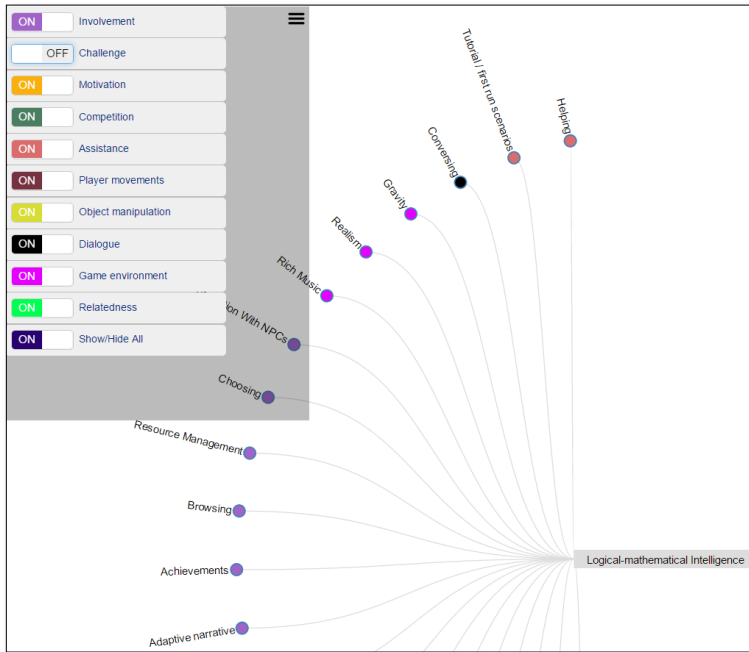 ON Involvement
OFF Challenge
ON Motivation
ON Competition
ON Assistance
ON Player movements
ON Object manipulation
ON Dialogue
ON Game environment
ON Relatedness
ON Show/Hide All
Helping
Tutorial / first run scenarios
Conversing
Gravity
Realism
Rich Music
With NPCs
Choosing
Resource Management
Browsing
Achievements
Adaptive narrative
Logical-mathematical Intelligence